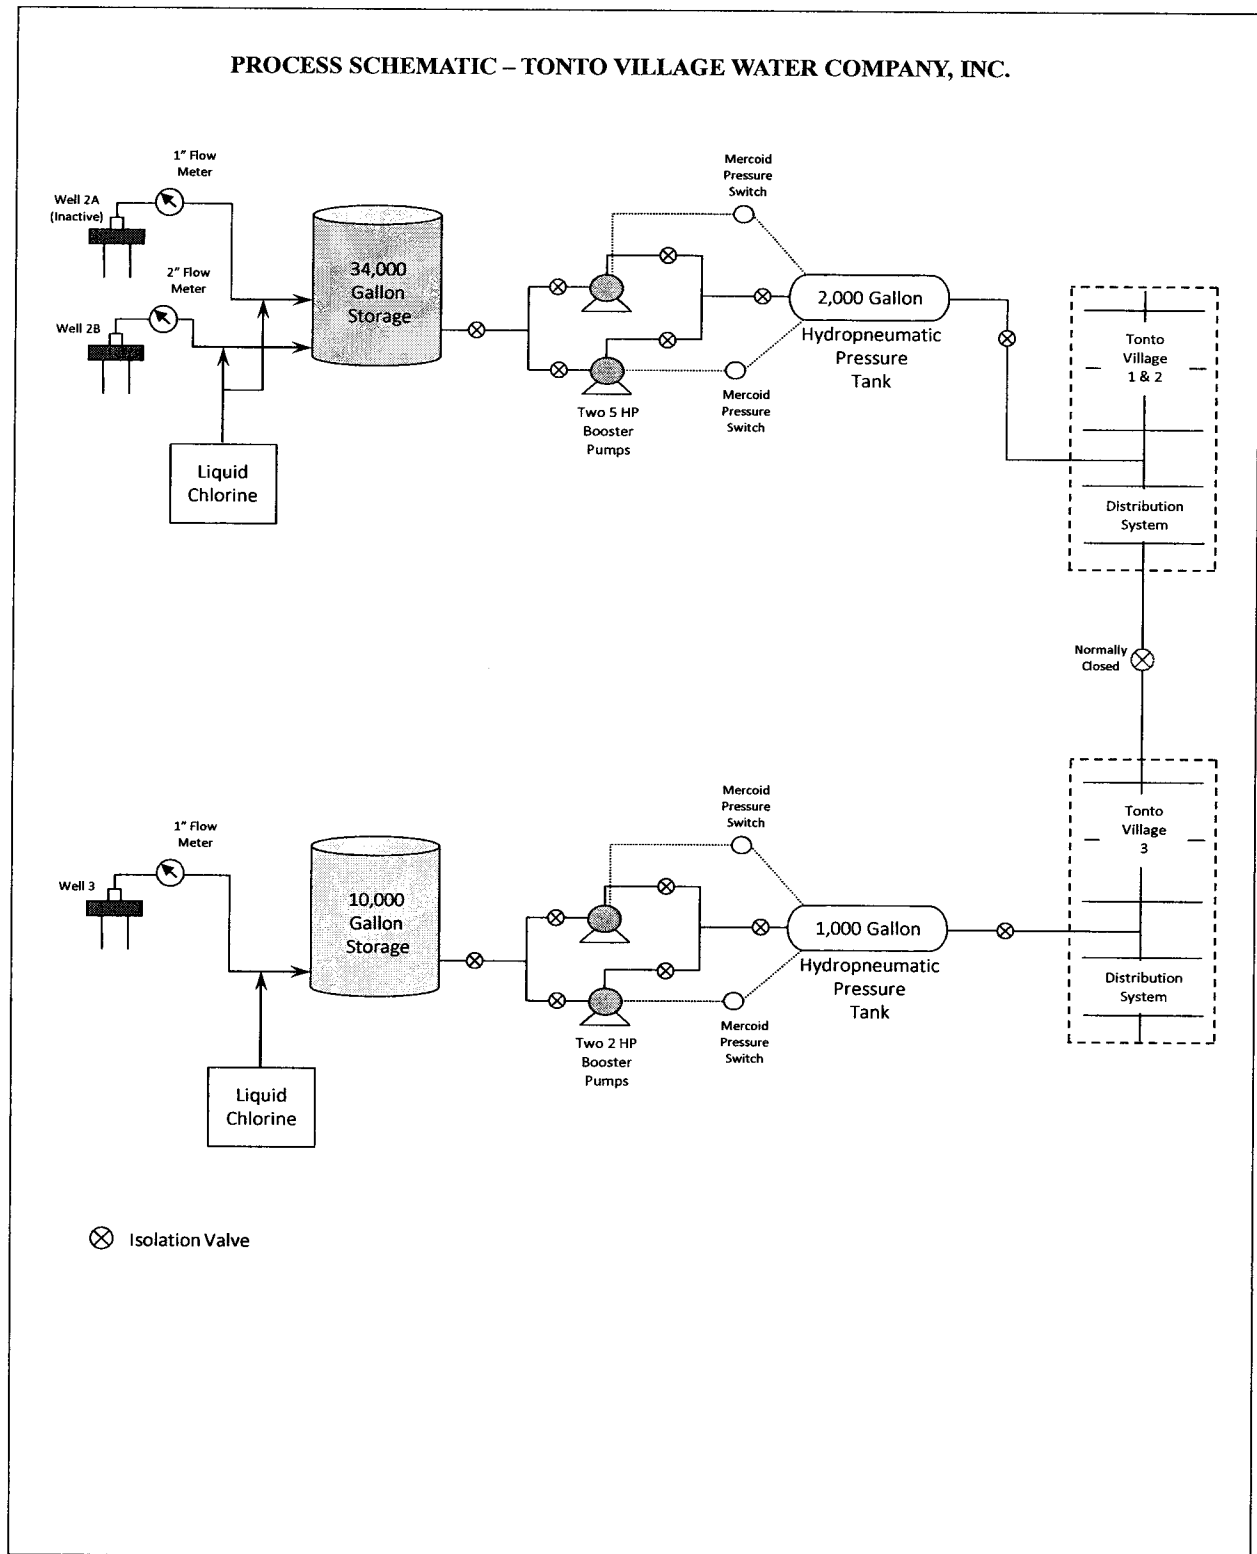 PROCESS SCHEMATIC – TONTO VILLAGE WATER COMPANY, INC.
1" Flow
Meter
Well 2A
(Inactive)
2" Flow
Meter
Well 2B
Liquid
Chlorine
34,000
Gallon
Storage
Two 5 HP
Booster
Pumps
Mercoid
Pressure
Switch
Mercoid
Pressure
Switch
2,000 Gallon
Hydropneumatic
Pressure
Tank
Tonto
Village
1 & 2
Distribution
System
Normally
Closed
1" Flow
Meter
Well 3
Liquid
Chlorine
10,000
Gallon
Storage
Two 2 HP
Booster
Pumps
Mercoid
Pressure
Switch
Mercoid
Pressure
Switch
1,000 Gallon
Hydropneumatic
Pressure
Tank
Tonto
Village
3
Distribution
System
Isolation Valve